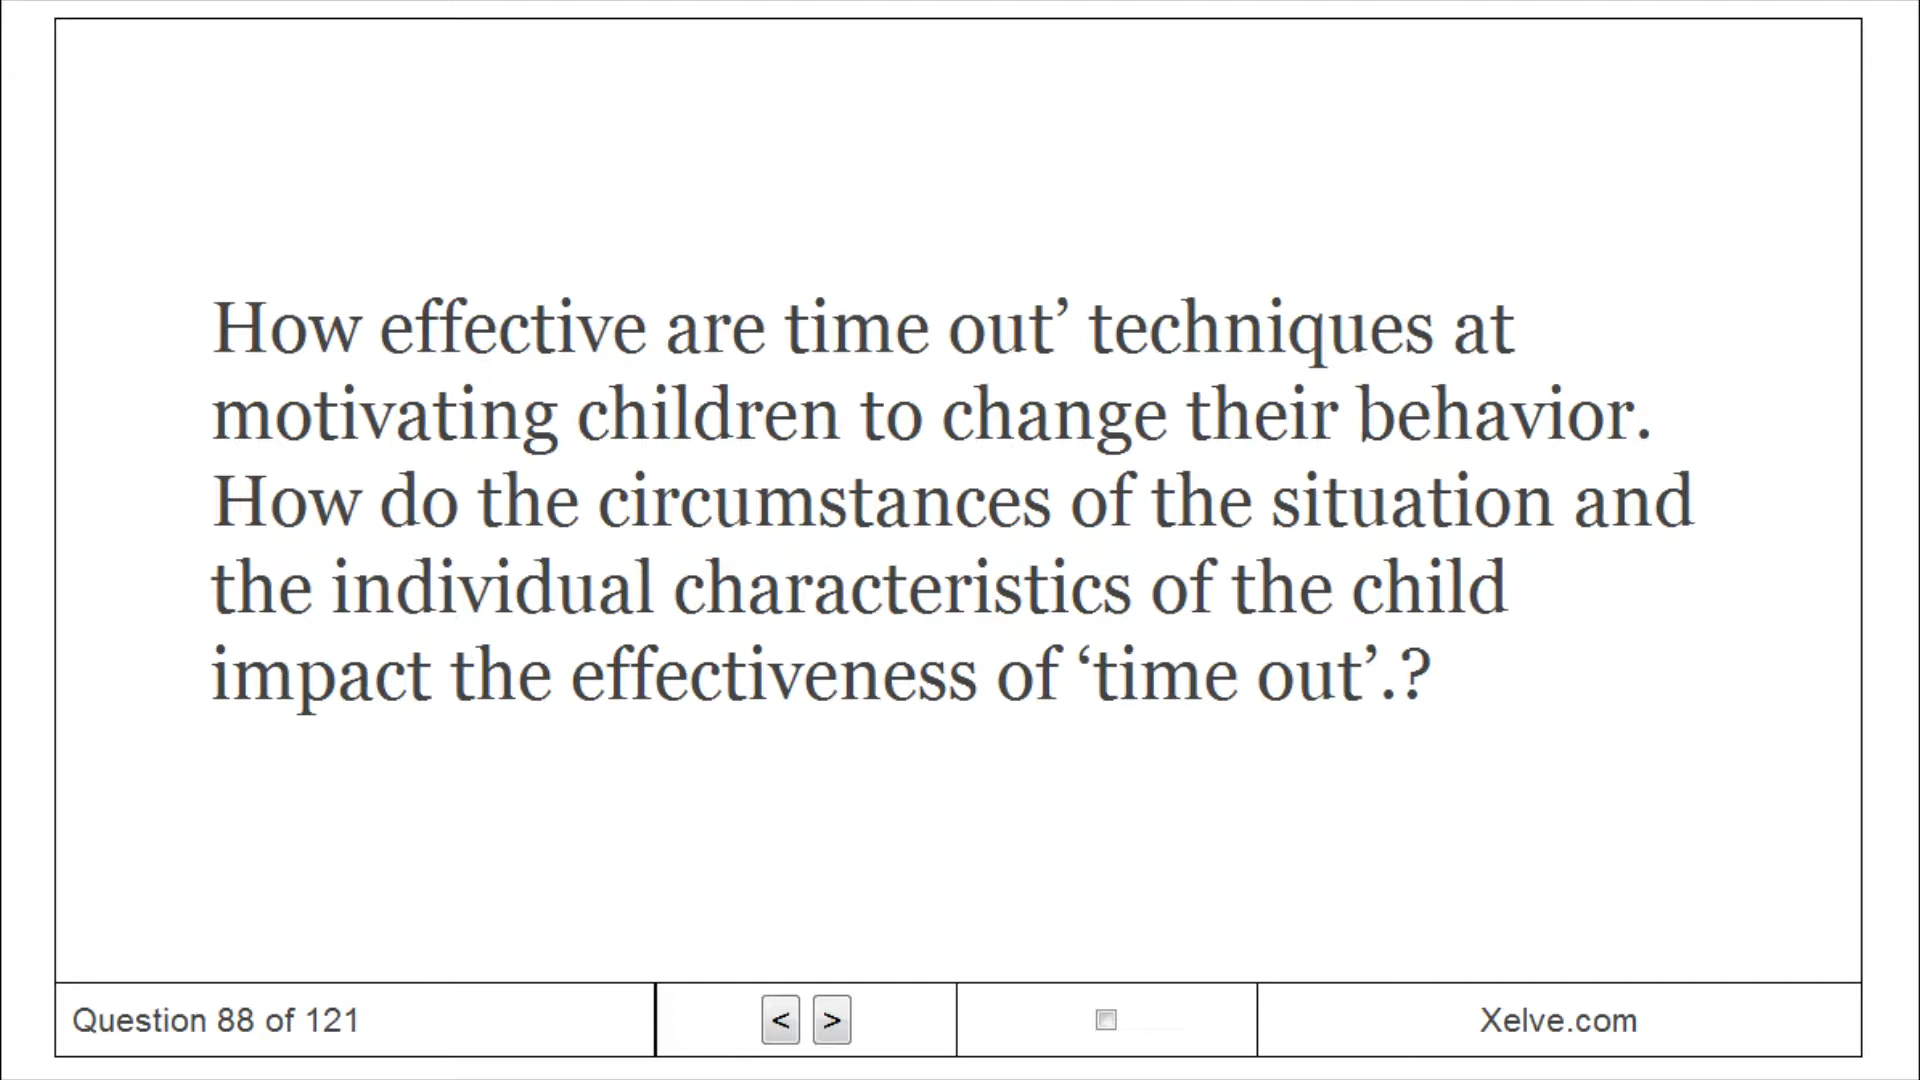 How effective are time out’ techniques at
motivating children to change their behavior.
How do the circumstances of the situation and
the individual characteristics of the child
impact the effectiveness of ‘time out’.?
Question 88 of 121
< >
Xelve.com